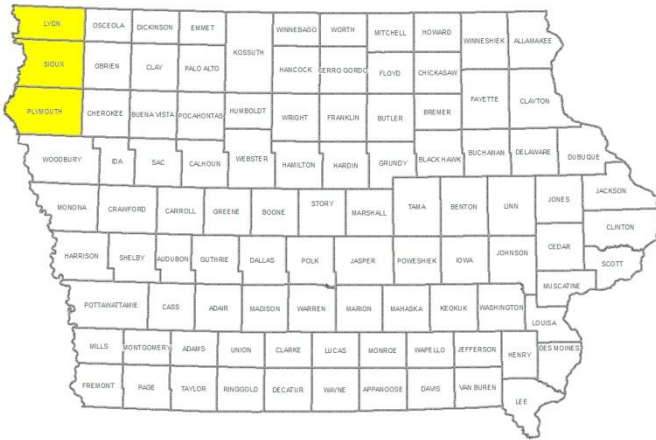 LYON OSCEOLA DICKINSON EMMET WINNEBAGO WORTH MITCHELL HOWARD
KOSSUTH WINNESHIEK ALLAMAKEE
SIOUX OBRIEN CLAY PALO ALTO HANCOCK CERRO GORDO FLOYD CHICKASAW
PLYMOUTH CHEROKEE BUENA VISTA POCAHONTAS HUMBOLDT WRIGHT FRANKLIN BUTLER BREMER FAYETTE CLAYTON
WOODBURY IDA SAC CALHOUN WEBSTER HAMILTON HARDIN GRUNDY BLACK HAWK BUCHANAN DELAWARE DUBUQUE
MONONA CRAWFORD CARROLL GREENE BOONE STORY MARSHALL TAMA BENTON LINN JONES JACKSON
CLINTON
HARRISON SHELBY AUDUBON GUTHRIE DALLAS POLK JASPER POWESHIEK IOWA JOHNSON CEDAR SCOTT
MUSCATINE
POTTAWATTAMIE CASS ADAIR MADISON WARREN MARION MAHASKA KEOKUK WASHINGTON
LOUISA
MILLS MONTGOMERY ADAMS UNION CLARKE LUCAS MONROE WAPELLO JEFFERSON HENRY DES MOINES
FREMONT PAGE TAYLOR RINGGOLD DECATUR WAYNE APPANOOSE DAVIS VAN BUREN
LEE